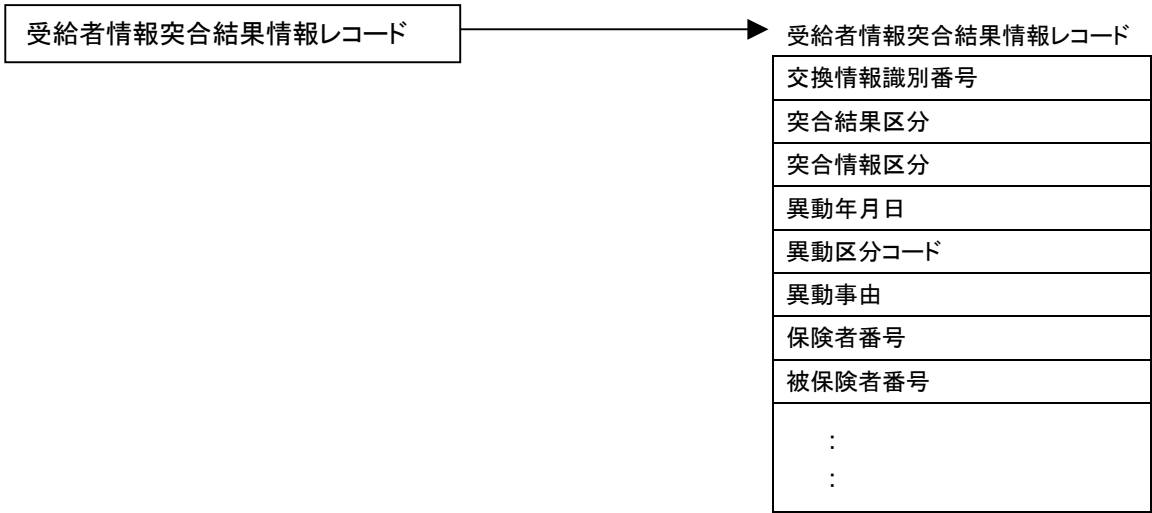 受給者情報突合結果情報レコード
受給者情報突合結果情報レコード
交換情報識別番号
突合結果区分
突合情報区分
異動年月日
異動区分コード
異動事由
保険者番号
被保険者番号
:
: